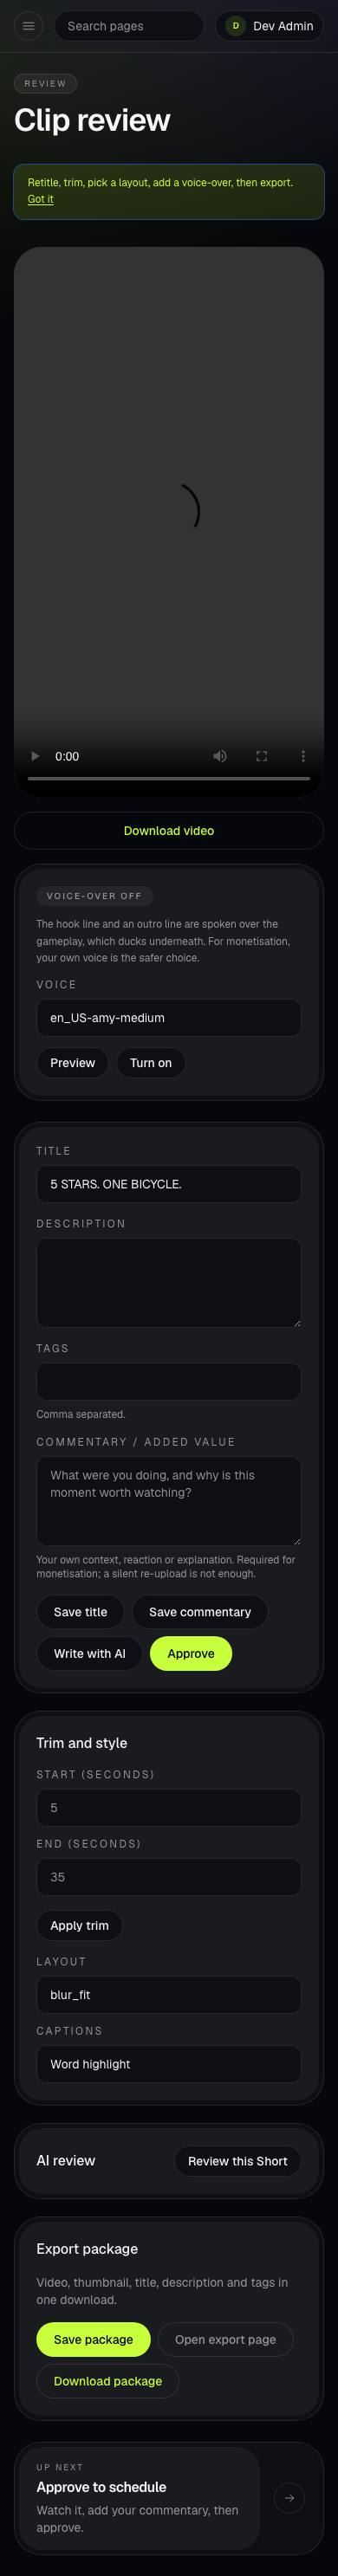 Search pages
D
Dev Admin
REVIEW
Clip review
Retitle, trim, pick a layout, add a voice-over, then export.
Got it
0:00
Download video
VOICE-OVER OFF
The hook line and an outro line are spoken over the
gameplay, which ducks underneath. For monetisation,
your own voice is the safer choice.
VOICE
en_US-amy-medium
Preview
Turn on
TITLE
5 STARS. ONE BICYCLE.
DESCRIPTION
TAGS
Comma separated.
COMMENTARY / ADDED VALUE
What were you doing, and why is this
moment worth watching?
Your own context, reaction or explanation. Required for
monetisation; a silent re-upload is not enough.
Save title
Save commentary
Write with AI
Approve
Trim and style
START (SECONDS)
5
END (SECONDS)
35
Apply trim
LAYOUT
blur_fit
CAPTIONS
Word highlight
AI review
Review this Short
Export package
Video, thumbnail, title, description and tags in
one download.
Save package
Open export page
Download package
UP NEXT
Approve to schedule
Watch it, add your commentary, then
approve.